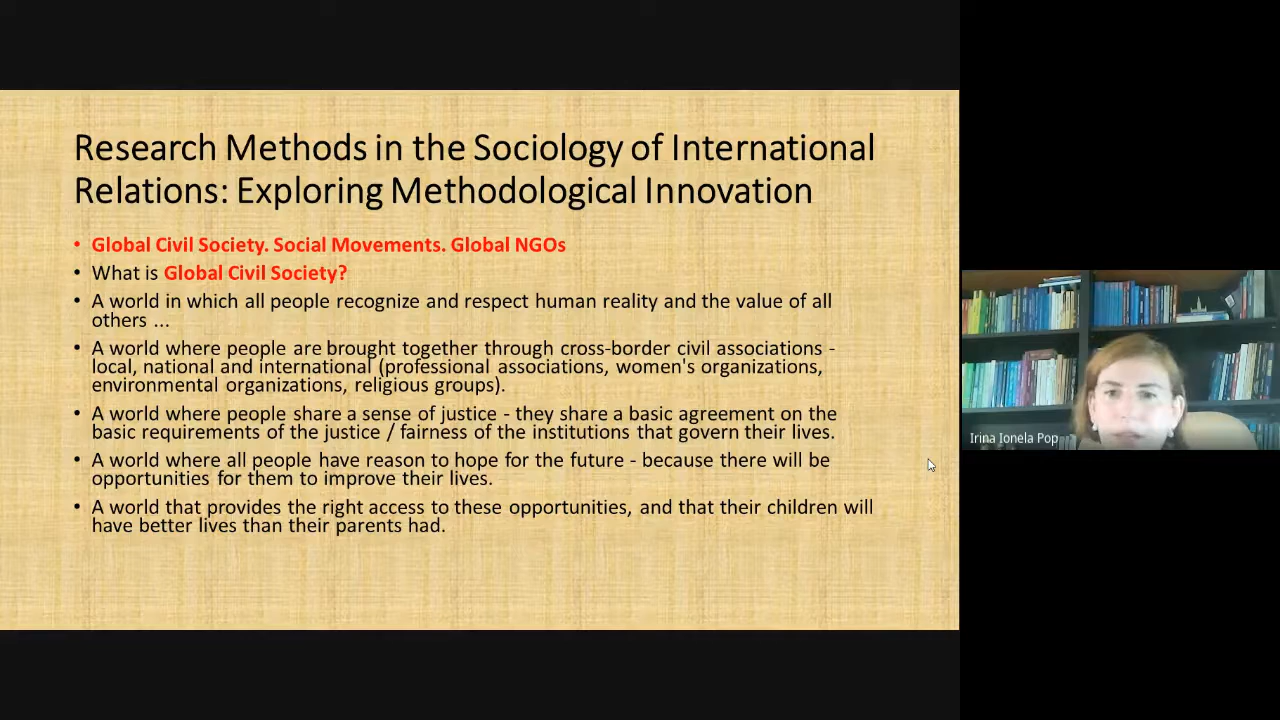 Research Methods in the Sociology of International
Relations: Exploring Methodological Innovation
• Global Civil Society. Social Movements. Global NGOs
• What is Global Civil Society?
• A world in which all people recognize and respect human reality and the value of all
others ...
• A world where people are brought together through cross-border civil associations -
local, national and international (professional associations, women's organizations,
environmental organizations, religious groups).
• A world where people share a sense of justice - they share a basic agreement on the
basic requirements of the justice / fairness of the institutions that govern their lives.
• A world where all people have reason to hope for the future - because there will be
opportunities for them to improve their lives.
• A world that provides the right access to these opportunities, and that their children will
have better lives than their parents had.
Irina Ionela Pop